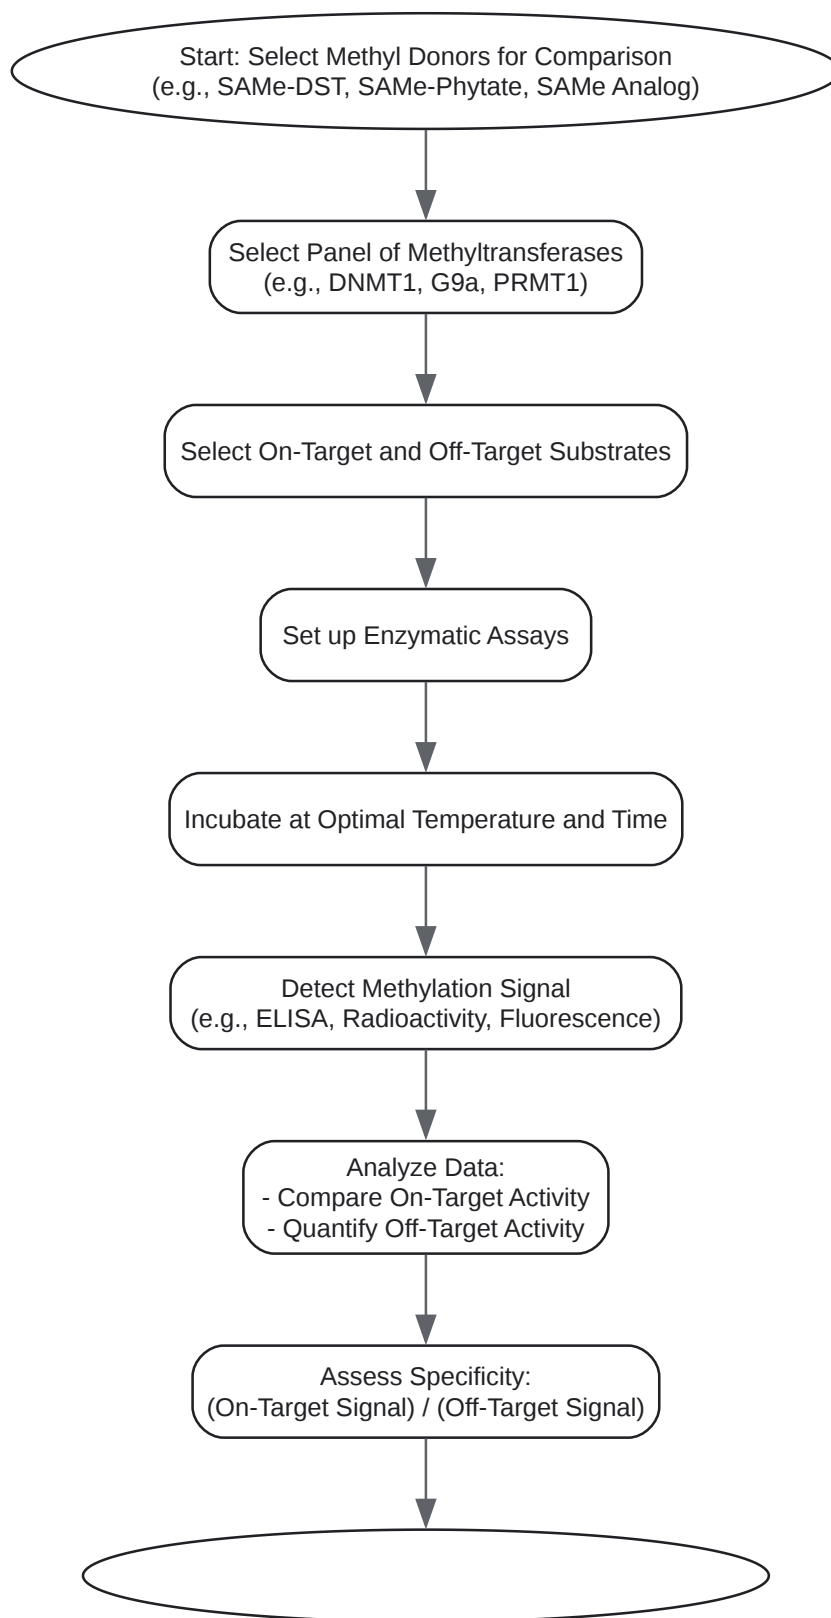 Start: Select Methyl Donors for Comparison
(e.g., SAMe-DST, SAMe-Phytate, SAMe Analog)
Select Panel of Methyltransferases
(e.g., DNMT1, G9a, PRMT1)
Select On-Target and Off-Target Substrates
Set up Enzymatic Assays
Incubate at Optimal Temperature and Time
Detect Methylation Signal
(e.g., ELISA, Radioactivity, Fluorescence)
Analyze Data:
- Compare On-Target Activity
- Quantify Off-Target Activity
Assess Specificity:
(On-Target Signal) / (Off-Target Signal)